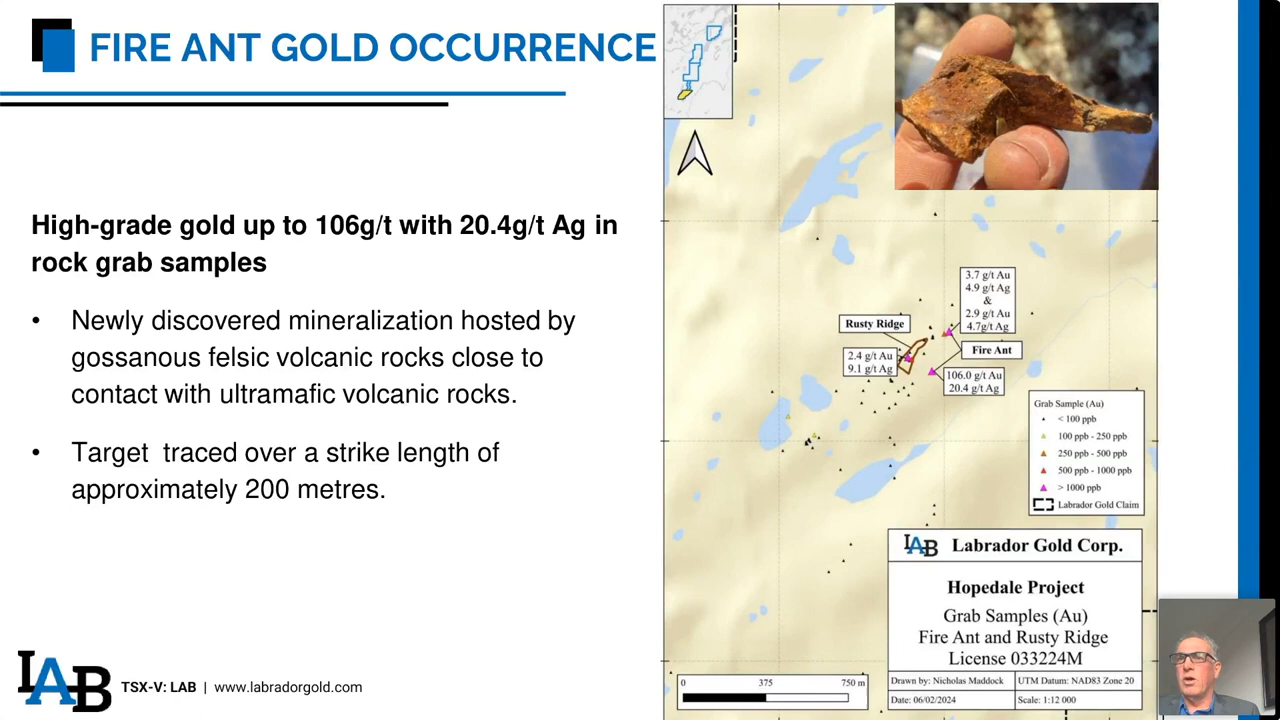 FIRE ANT GOLD OCCURRENCE
High-grade gold up to 106g/t with 20.4g/t Ag in
rock grab samples
• Newly discovered mineralization hosted by
gossanous felsic volcanic rocks close to
contact with ultramafic volcanic rocks.
• Target  traced over a strike length of
approximately 200 metres.
LAB
TSX-V: LAB | www.labradorgold.com
3.7 g/t Au
4.9 g/t Ag
&
2.9 g/t Au
4.7g/t Ag
Rusty Ridge
Fire Ant
2.4 g/t Au
9.1 g/t Ag
106.0 g/t Au
20.4 g/t Ag
Grab Sample (Au)
< 100 ppb
100 ppb - 250 ppb
250 ppb - 500 ppb
500 ppb - 1000 ppb
> 1000 ppb
Labrador Gold Claim
LAB Labrador Gold Corp.
Hopedale Project
Grab Samples (Au)
Fire Ant and Rusty Ridge
License 033224M
Drawn by: Nicholas Maddock
UTM Datum: NAD83 Zone 20
Date: 06/02/2024
Scale: 1:12 000
0 375 750 m